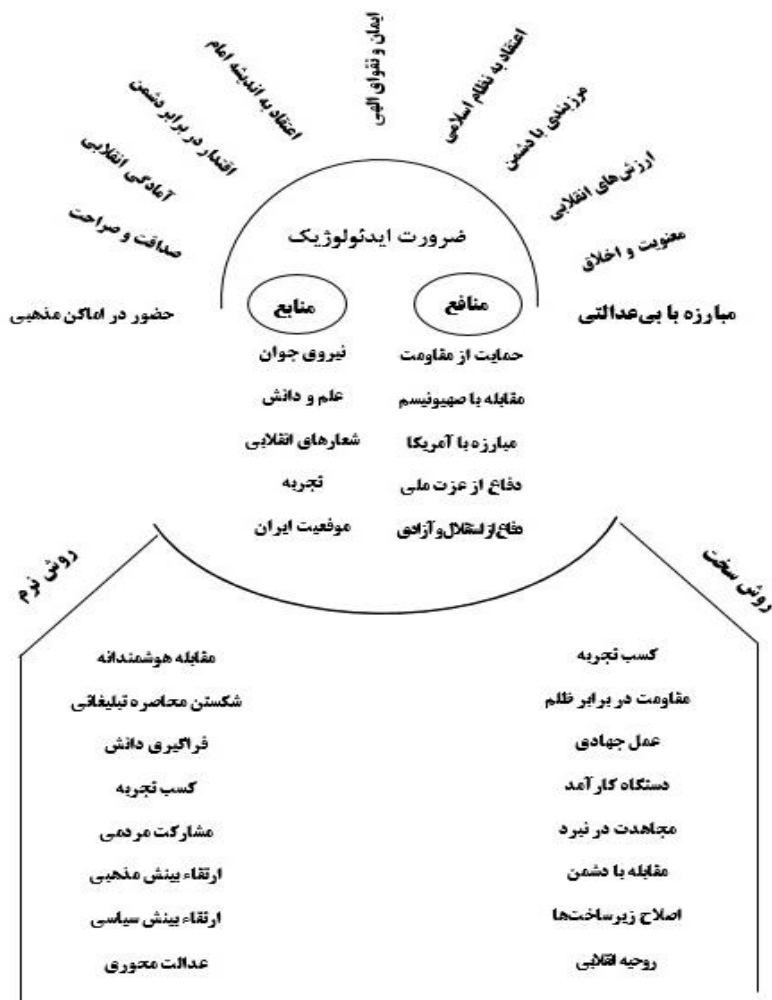 ایمان و تقوای الهی
اعتقاد به نظام اسلامی
مرزبندی با دشمن
ارزش‌های انقلابی
معنویت و اخلاق
مبارزه با بی‌عدالتی
اعتقاد به اندیشه امام
اقتدار در برابر دشمن
آمادگی انقلابی
صداقت و صراحت
حضور در اماکن مذهبی
ضرورت ایدئولوژیک
منافع
حمایت از مقاومت
مقابله با صهیونیسم
مبارزه با آمریکا
دفاع از عزت ملی
دفاع از استقلال و آزادی
منابع
نیروی جوان
علم و دانش
شعارهای انقلابی
تجربه
موقعیت ایران
روش سخت
کسب تجربه
مقاومت در برابر ظلم
عمل جهادی
دستگاه کارآمد
مجاهدت در نبرد
مقابله با دشمن
اصلاح زیرساخت‌ها
روحیه انقلابی
روش نرم
مقابله هوشمندانه
شکستن محاصره تبلیغاتی
فراگیری دانش
کسب تجربه
مشارکت مردمی
ارتقاء بینش مذهبی
ارتقاء بینش سیاسی
عدالت محوری